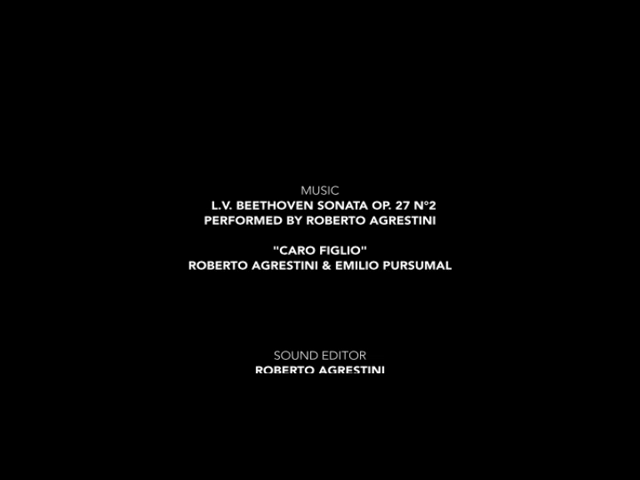 MUSIC
L.V. BEETHOVEN SONATA OP. 27 N°2
PERFORMED BY ROBERTO AGRESTINI
"CARO FIGLIO"
ROBERTO AGRESTINI & EMILIO PURSUMAL
SOUND EDITOR
ROBERTO AGRESTINI